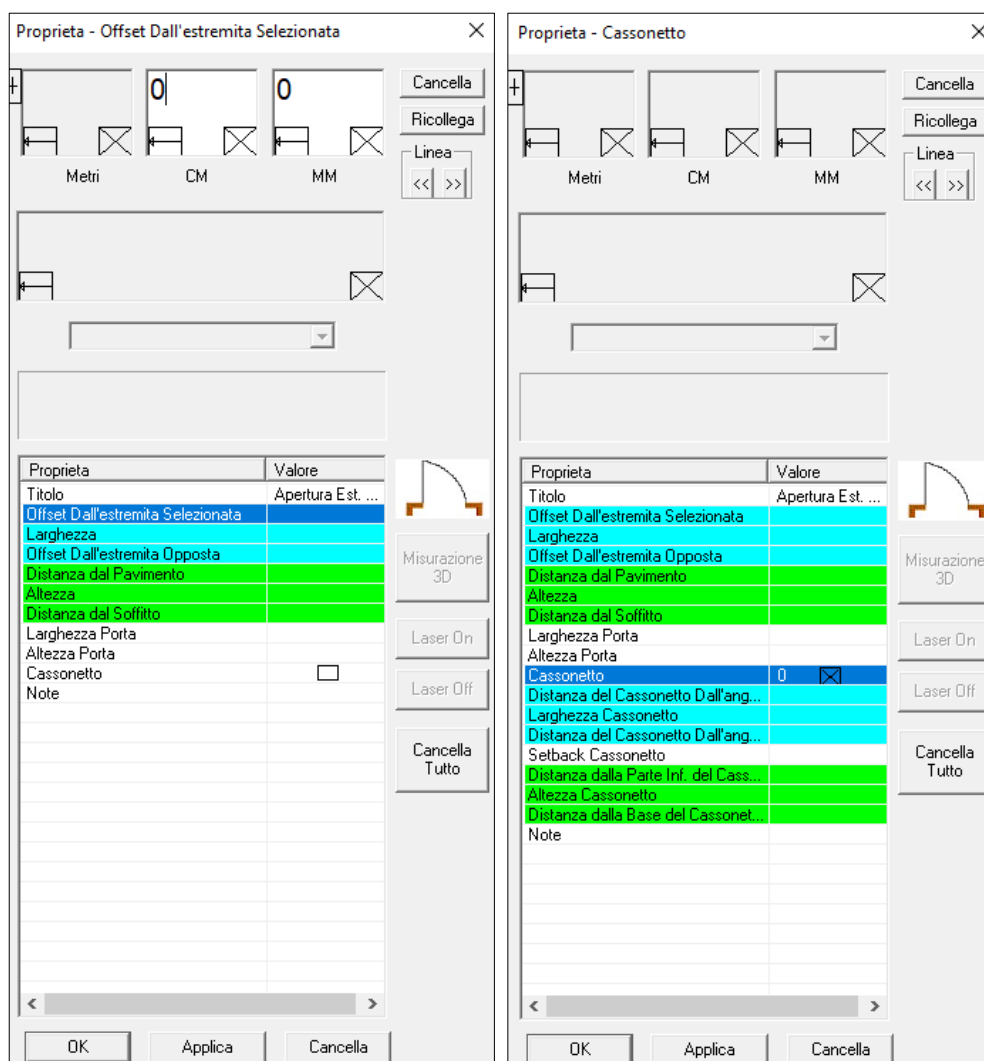 Proprieta - Offset Dall'estremita Selezionata
0
0
Cancella
Ricollega
Linea
<< >>
Metri
CM
MM
Proprieta Valore
Titolo Apertura Est. ...
Offset Dall'estremita Selezionata
Larghezza
Offset Dall'estremita Opposta
Distanza dal Pavimento
Altezza
Distanza dal Soffitto
Larghezza Porta
Altezza Porta
Cassonetto
Note
Misurazione
3D
Laser On
Laser Off
Cancella
Tutto
OK
Applica
Cancella
Proprieta - Cassonetto
Cancella
Ricollega
Linea
<< >>
Metri
CM
MM
Proprieta Valore
Titolo Apertura Est. ...
Offset Dall'estremita Selezionata
Larghezza
Offset Dall'estremita Opposta
Distanza dal Pavimento
Altezza
Distanza dal Soffitto
Larghezza Porta
Altezza Porta
Cassonetto 0
Distanza del Cassonetto Dall'ang...
Larghezza Cassonetto
Distanza del Cassonetto Dall'ang...
Setback Cassonetto
Distanza dalla Parte Inf. del Cass...
Altezza Cassonetto
Distanza dalla Base del Cassonet...
Note
Misurazione
3D
Laser On
Laser Off
Cancella
Tutto
OK
Applica
Cancella